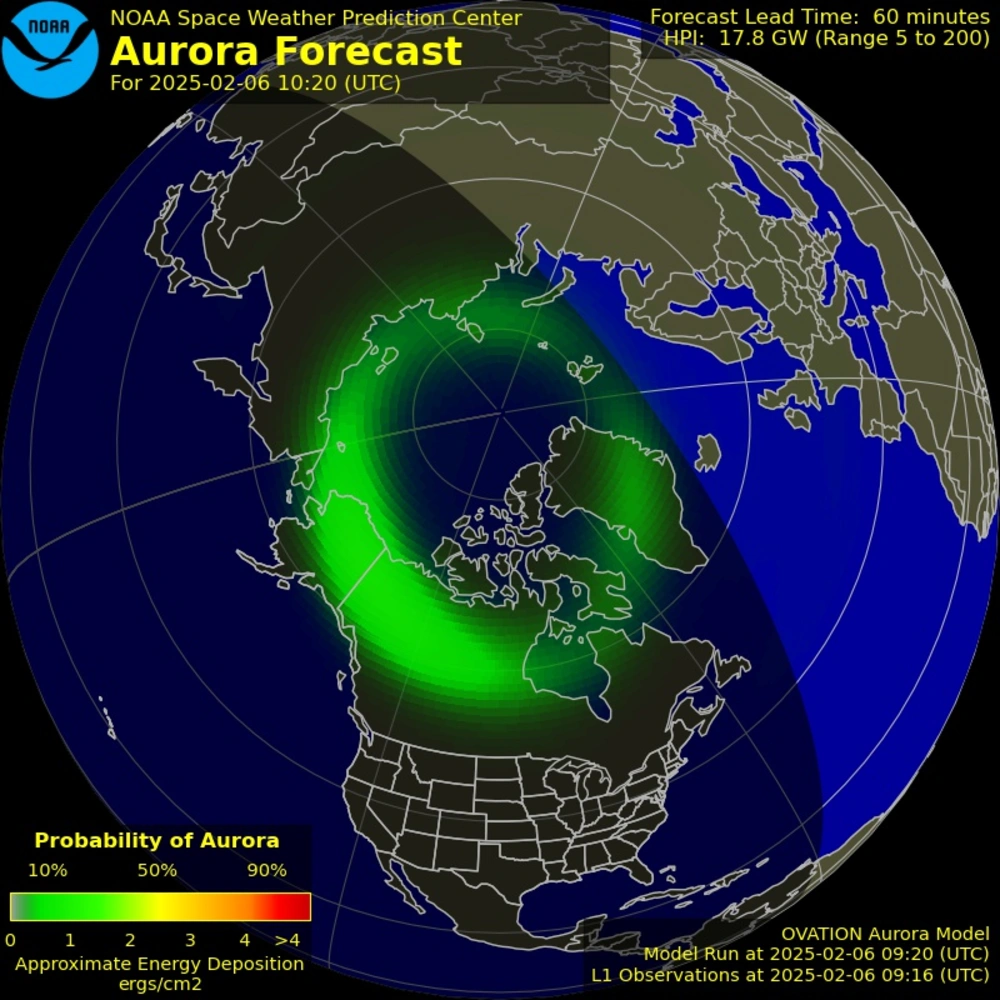 NOAA
NOAA Space Weather Prediction Center
Aurora Forecast
For 2025-02-06 10:20 (UTC)
Forecast Lead Time: 60 minutes
HPI: 17.8 GW (Range 5 to 200)
Probability of Aurora
10% 50% 90%
0 1 2 3 4 >4
Approximate Energy Deposition
ergs/cm2
OVATION Aurora Model
Model Run at 2025-02-06 09:20 (UTC)
L1 Observations at 2025-02-06 09:16 (UTC)